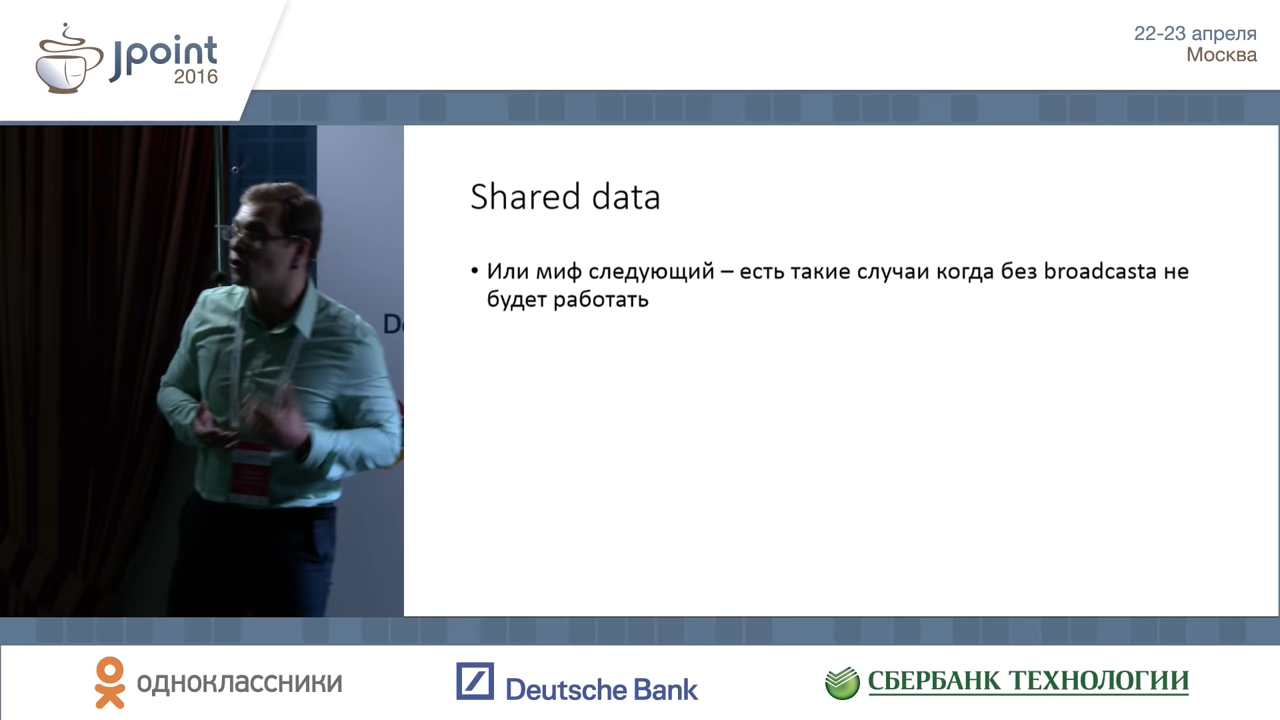 Jpoint
2016
22-23 апреля
Москва
Shared data
• Или миф следующий – есть такие случаи когда без broadcastа не
будет работать
одноклассники
Deutsche Bank
СБЕРБАНК ТЕХНОЛОГИИ